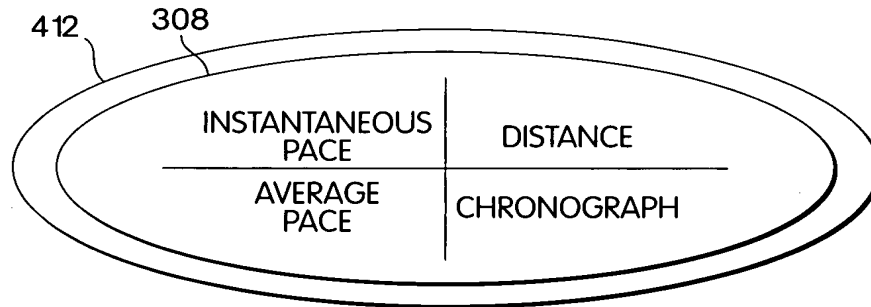 412
308
INSTANTANEOUS
PACE
DISTANCE
AVERAGE
PACE
CHRONOGRAPH